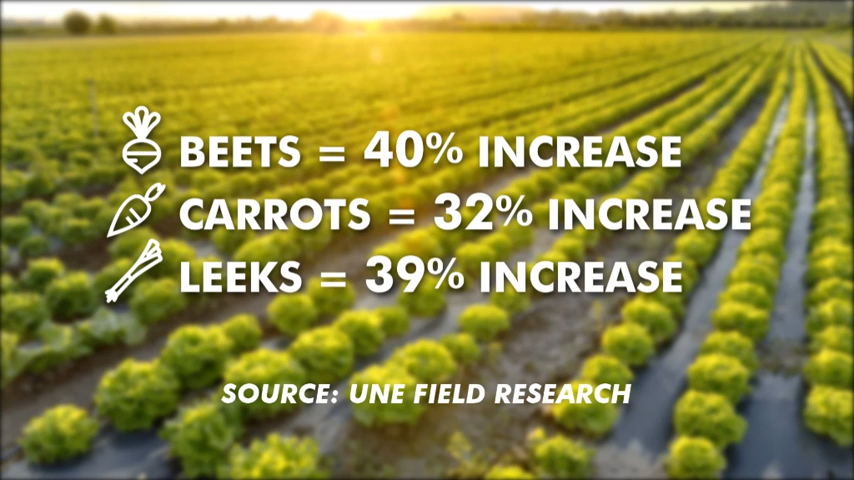 BEETS = 40% INCREASE
CARROTS = 32% INCREASE
LEEKS = 39% INCREASE
SOURCE: UNE FIELD RESEARCH